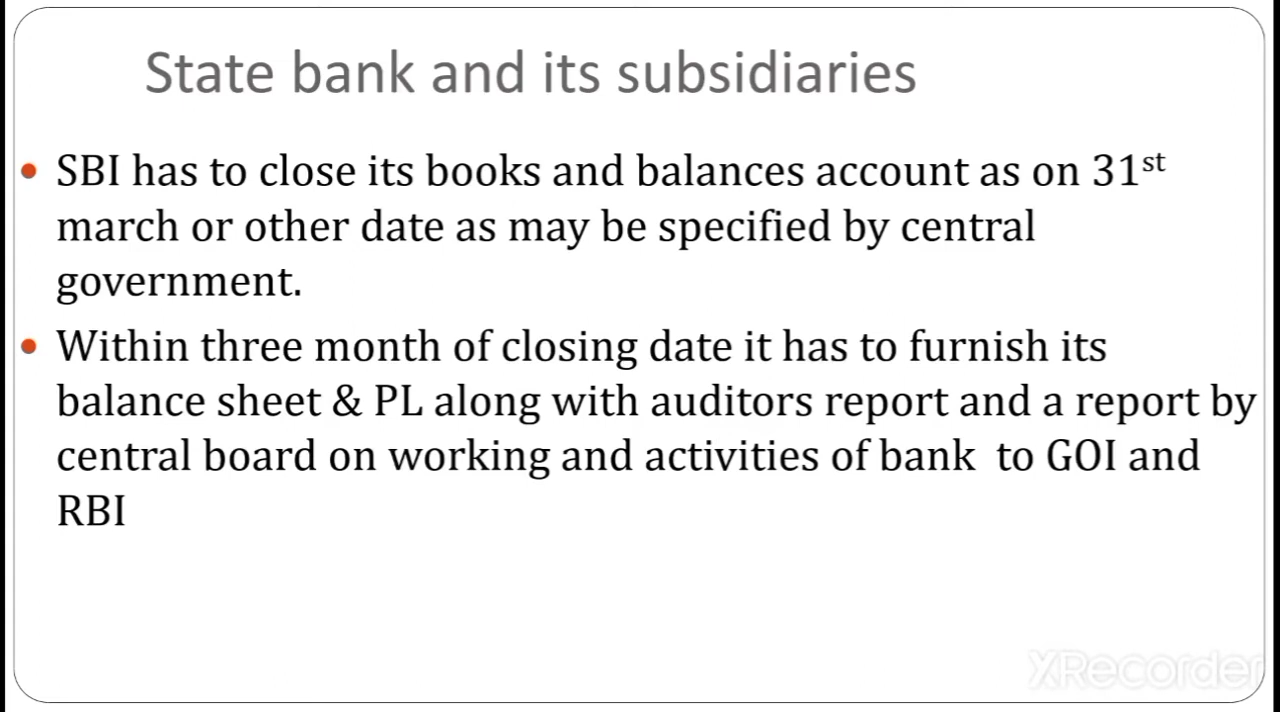 State bank and its subsidiaries
• SBI has to close its books and balances account as on 31st
march or other date as may be specified by central
government.
• Within three month of closing date it has to furnish its
balance sheet & PL along with auditors report and a report by
central board on working and activities of bank to GOI and
RBI
XRecorder